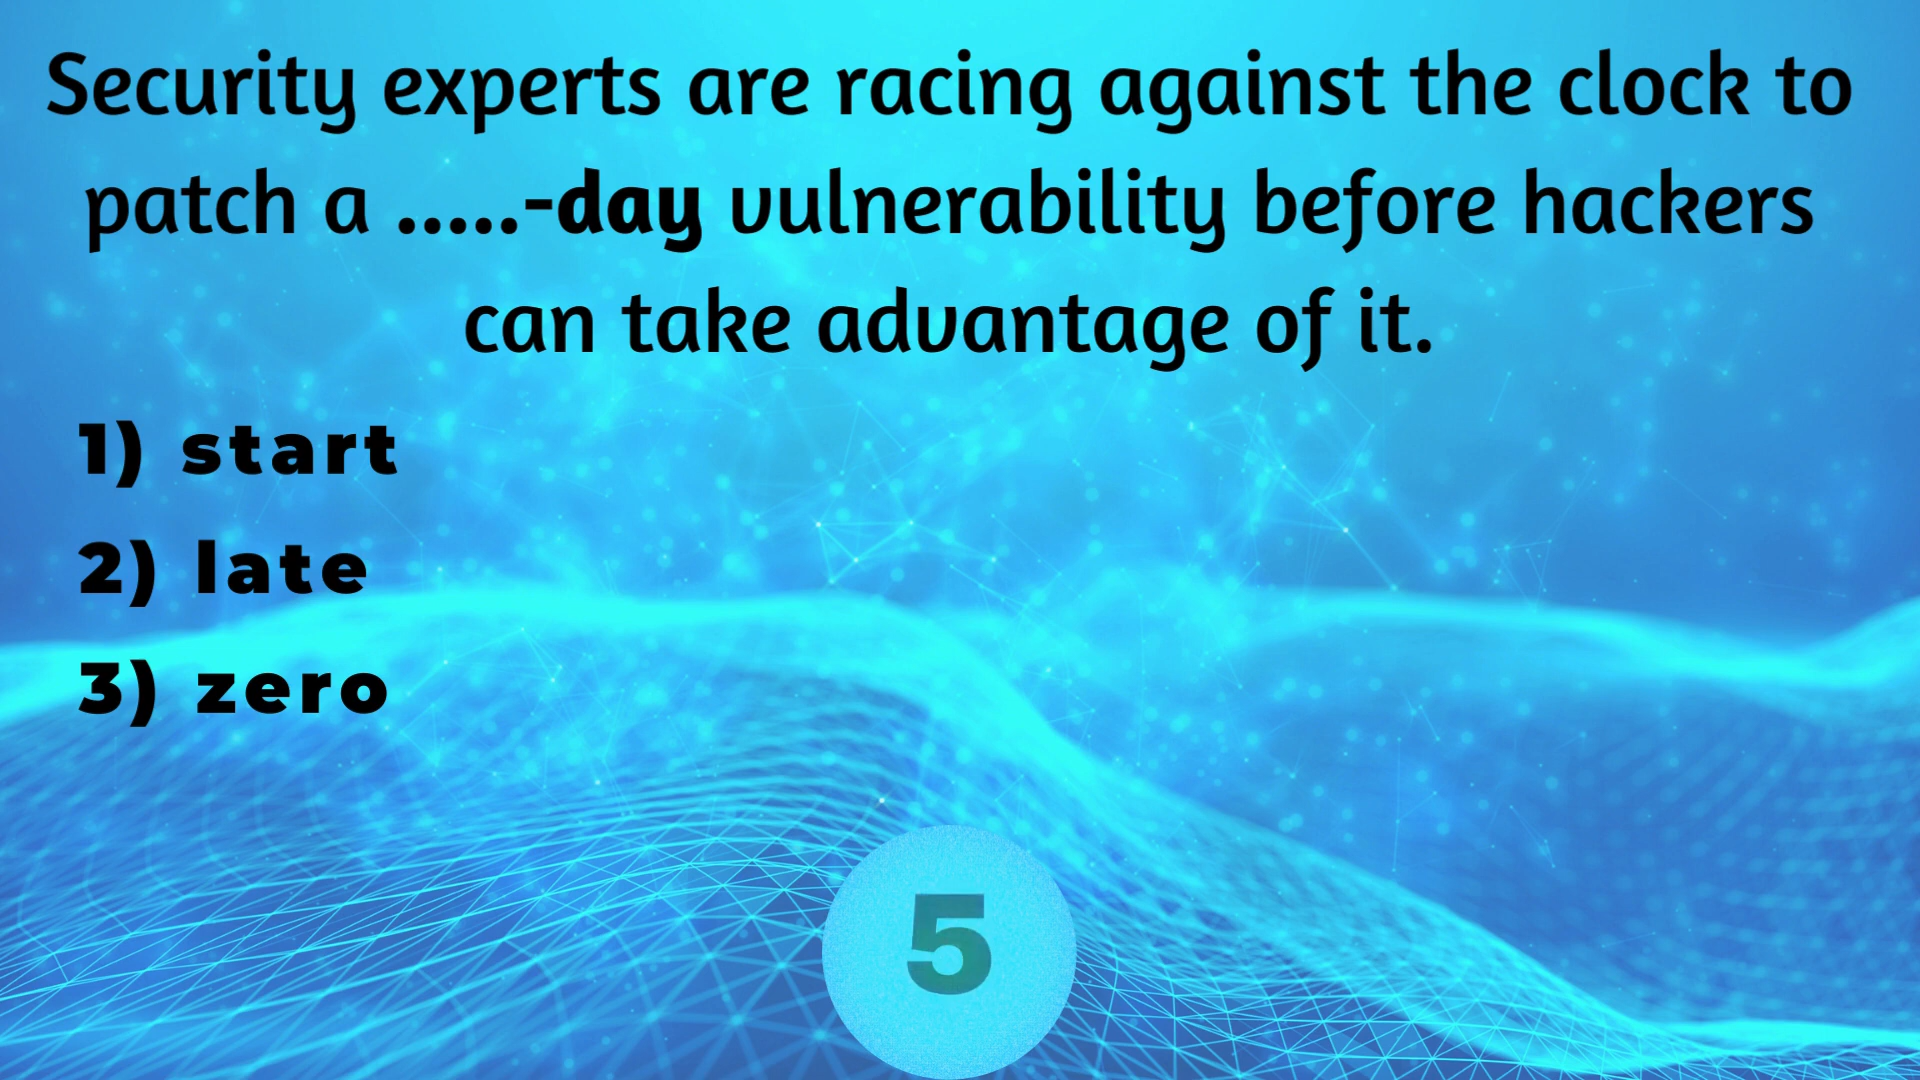 Security experts are racing against the clock to
patch a .....-day vulnerability before hackers
can take advantage of it.
1) start
2) late
3) zero
5